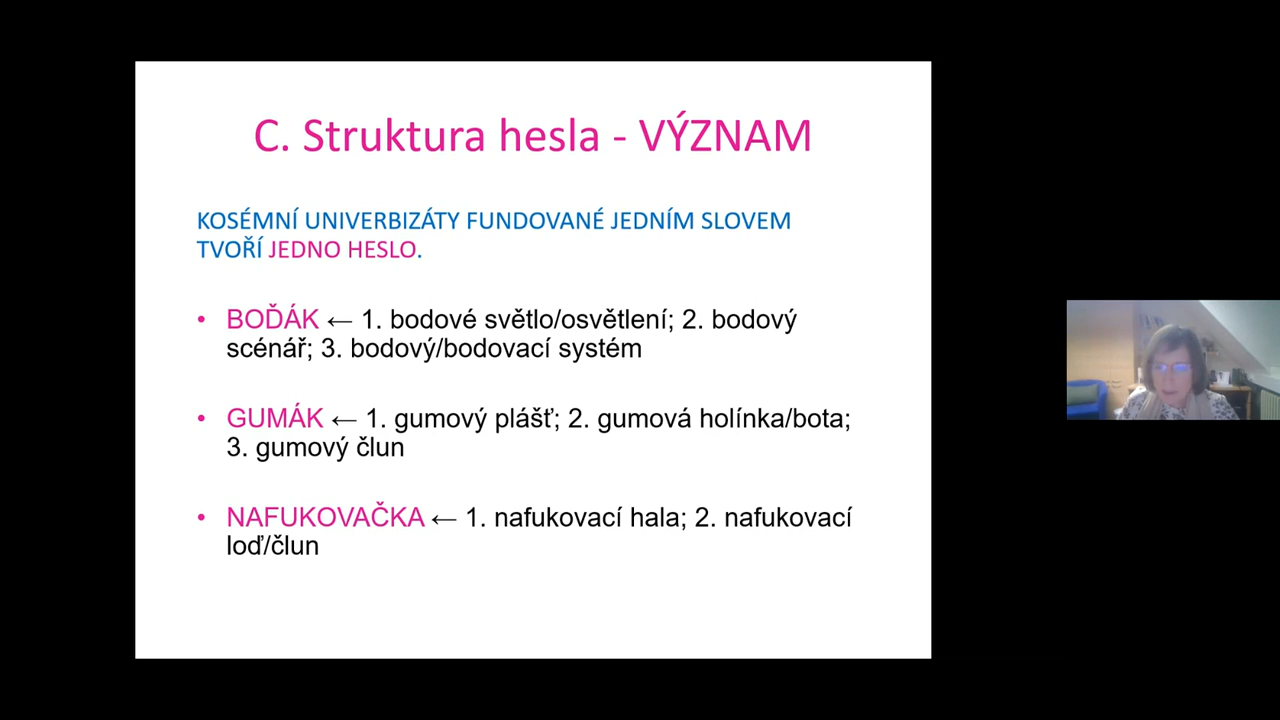 C. Struktura hesla - VÝZNAM
KOSÉMNÍ UNIVERBIZÁTY FUNDOVANÉ JEDNÍM SLOVEM
TVOŘÍ JEDNO HESLO.
• BOĎÁK ← 1. bodové světlo/osvětlení; 2. bodový
scénář; 3. bodový/bodovací systém
• GUMÁK ← 1. gumový plášť; 2. gumová holínka/bota;
3. gumový člun
• NAFUKOVAČKA ← 1. nafukovací hala; 2. nafukovací
loď/člun